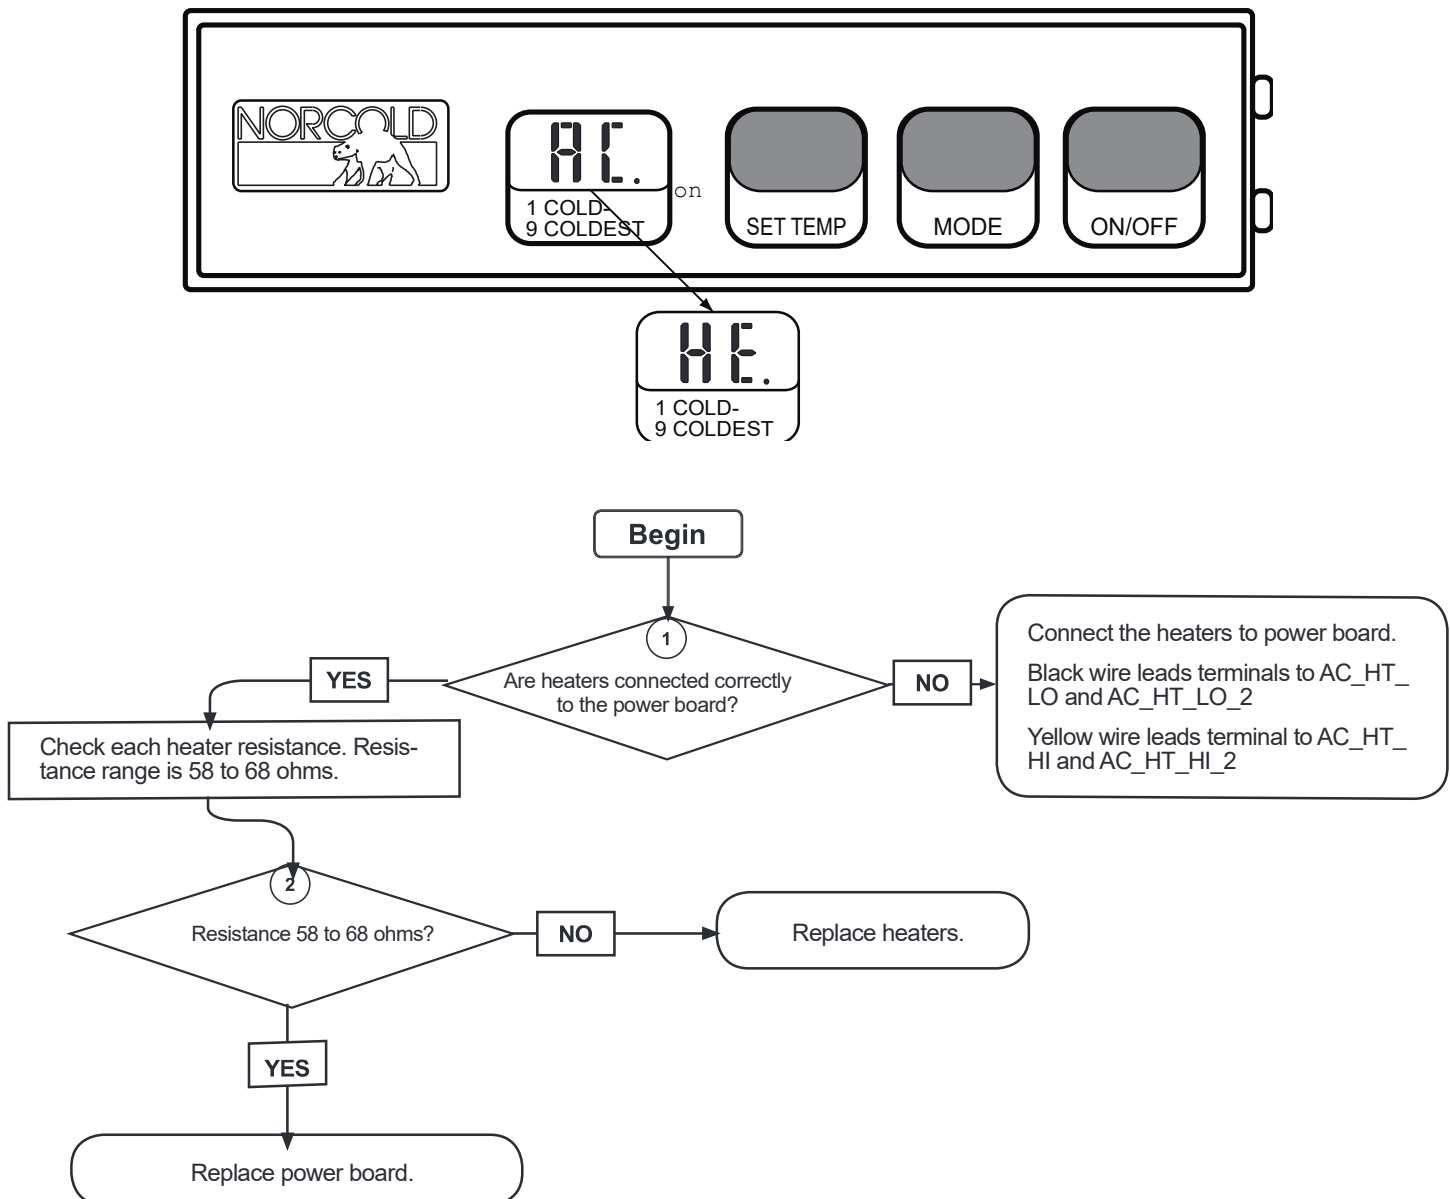 NORCOLD
AC.
1 COLD-
9 COLDEST
on
SET TEMP
MODE
ON/OFF
HE.
1 COLD-
9 COLDEST
Begin
1
Are heaters connected correctly
to the power board?
YES
NO
Connect the heaters to power board.
Black wire leads terminals to AC_HT_
LO and AC_HT_LO_2
Yellow wire leads terminal to AC_HT_
HI and AC_HT_HI_2
Check each heater resistance. Resis-
tance range is 58 to 68 ohms.
2
Resistance 58 to 68 ohms?
NO
Replace heaters.
YES
Replace power board.